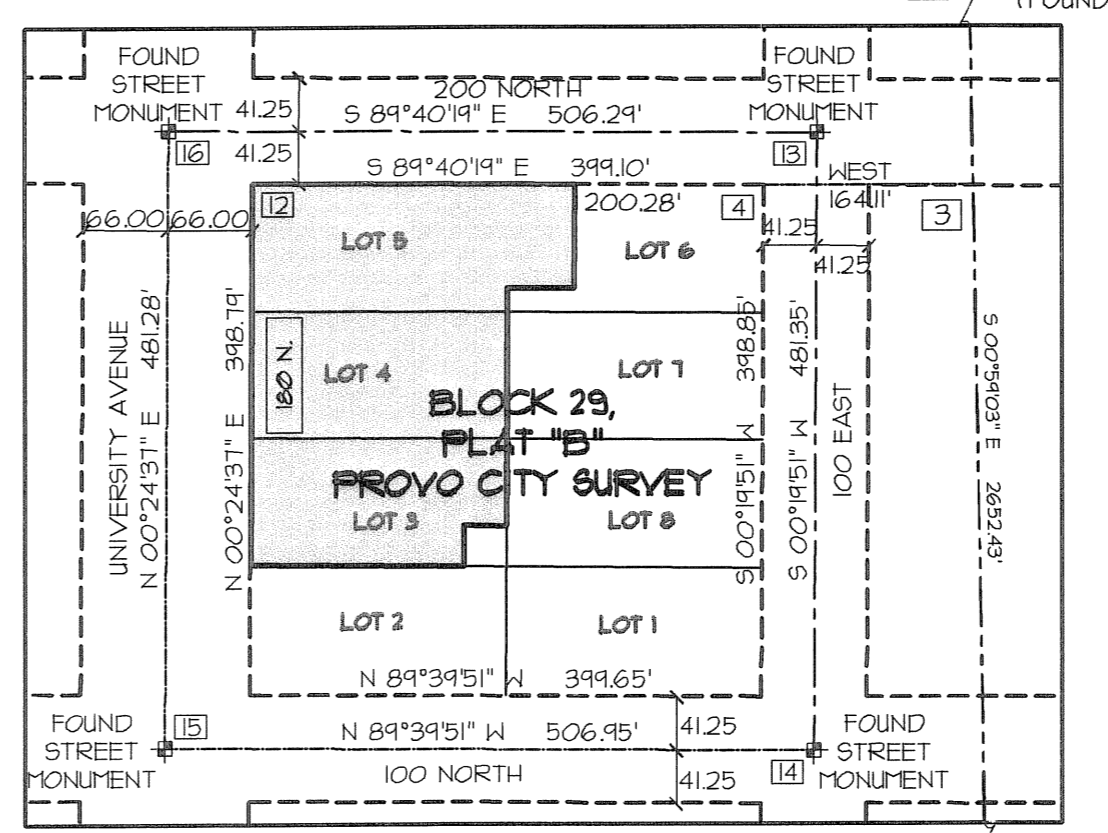 (FOUND
FOUND
STREET
MONUMENT
41.25
200 NORTH
S 89°40'19" E 506.29'
FOUND
STREET
MONUMENT
16
41.25
13
S 89°40'19" E 399.10'
WEST
164.11'
12
200.28'
4
3
66.00
66.00
41.25
41.25
LOT 5
LOT 6
UNIVERSITY AVENUE
N 00°24'37" E 481.28'
N 00°24'37" E 398.79'
180 N.
LOT 4
LOT 7
BLOCK 29,
PLAT "B"
PROVO CITY SURVEY
LOT 3
LOT 8
S 00°19'51" W 398.85'
S 00°19'51" W 481.35'
100 EAST
S 00°59'03" E 2652.43'
LOT 2
LOT 1
N 89°39'51" W 399.65'
FOUND
STREET
MONUMENT
15
N 89°39'51" W 506.95'
41.25
100 NORTH
41.25
14
FOUND
STREET
MONUMENT